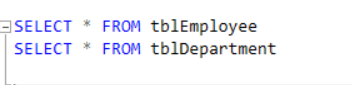 SELECT * FROM tblEmployee
SELECT * FROM tblDepartment